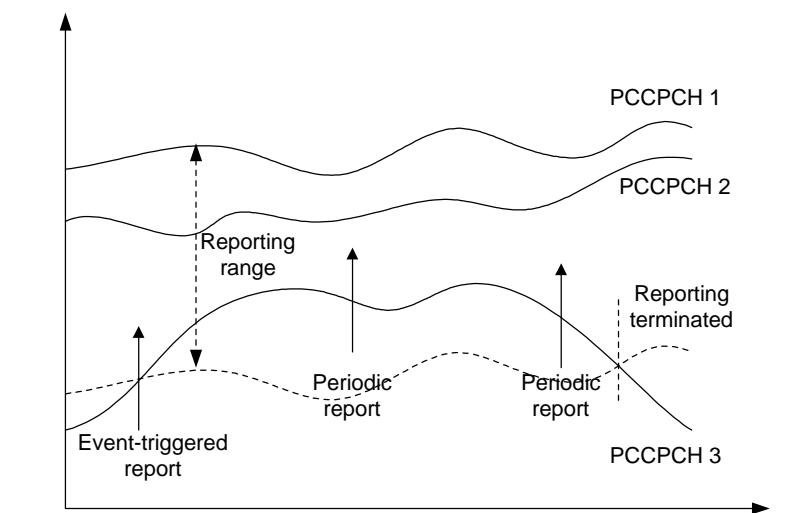 PCCPCH 1
PCCPCH 2
Reporting
range
Reporting
terminated
Periodic
report
Periodic
report
Event-triggered
report
PCCPCH 3